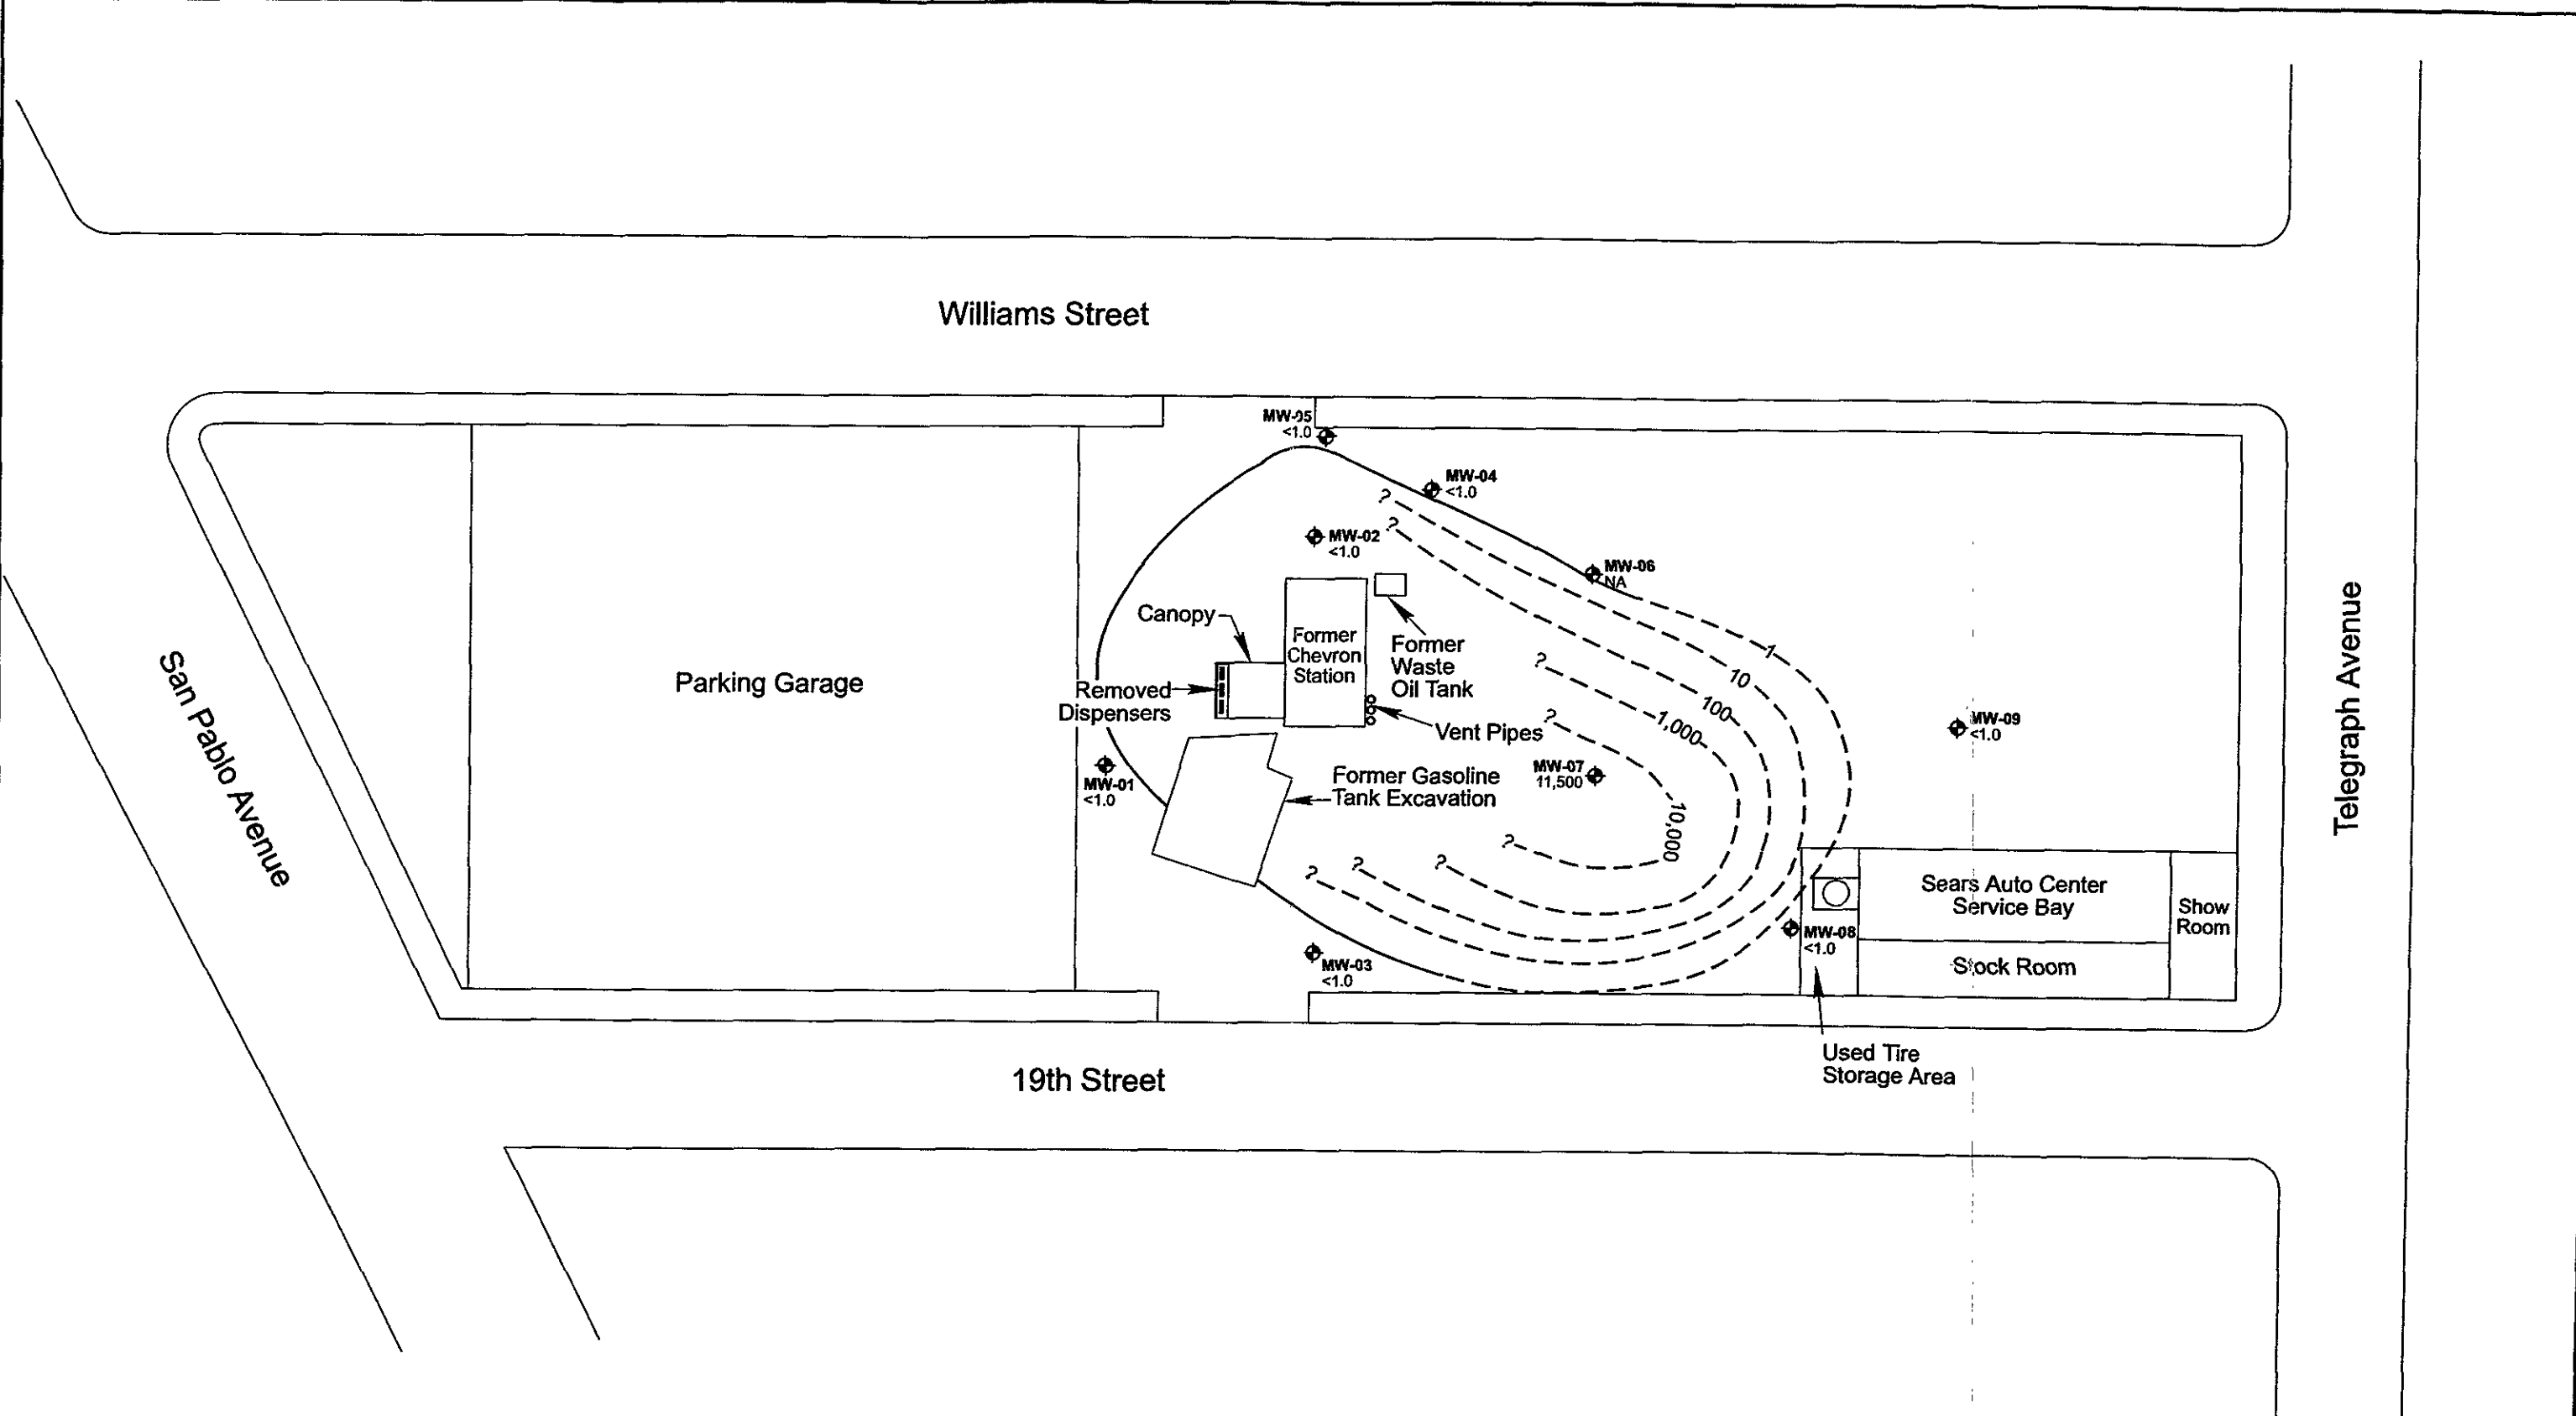 Williams Street
MW-05
<1.0
MW-04
<1.0
?
?
MW-02
<1.0
MW-06
NA
Canopy
Former
Chevron
Station
Former
Waste
Oil Tank
Removed
Dispensers
Vent Pipes
Parking Garage
San Pablo Avenue
Telegraph Avenue
?
?
1
10
100
1,000
10,000
MW-09
<1.0
MW-07
11,500
MW-01
<1.0
Former Gasoline
Tank Excavation
?
?
?
?
Sears Auto Center
Service Bay
Show
Room
Stock Room
MW-08
<1.0
MW-03
<1.0
Used Tire
Storage Area
19th Street